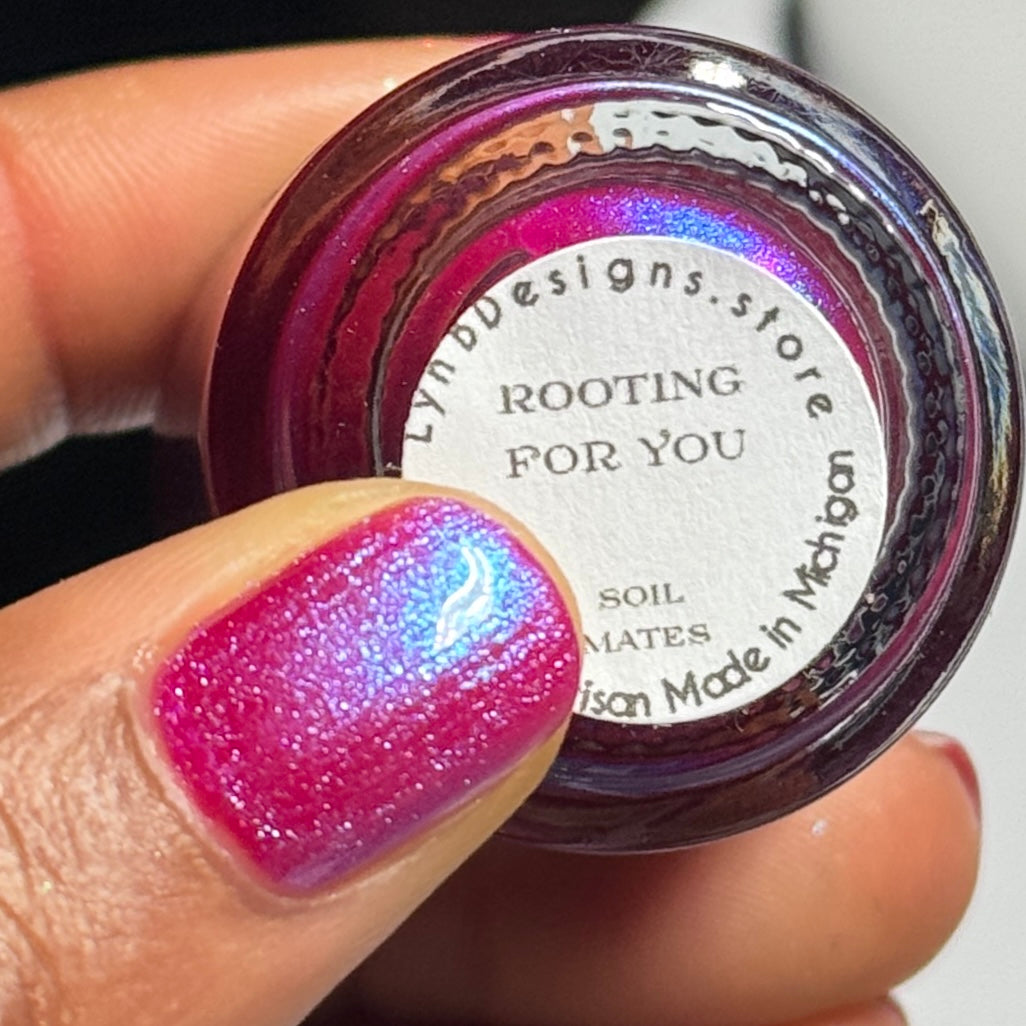 LynBDesigns.store
ROOTING
FOR YOU
SOIL
MATES
Made in Michigan